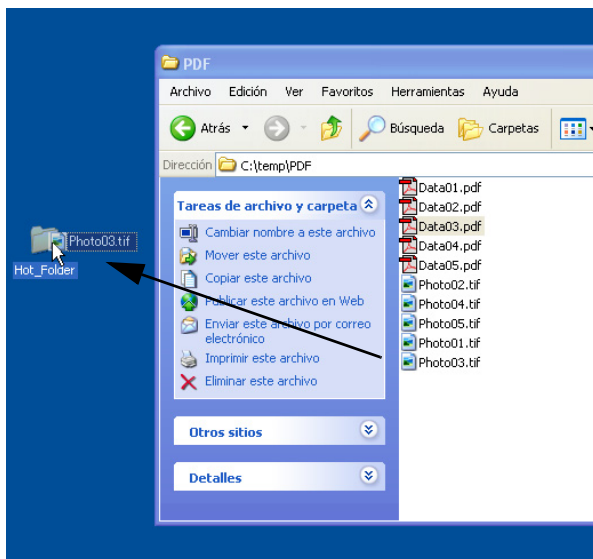 PDF
Archivo Edición Ver Favoritos Herramientas Ayuda
Atrás Búsqueda Carpetas
Dirección C:\temp\PDF
Tareas de archivo y carpeta
Cambiar nombre a este archivo
Mover este archivo
Copiar este archivo
Publicar este archivo en Web
Enviar este archivo por correo
electrónico
Imprimir este archivo
Eliminar este archivo
Otros sitios
Detalles
Data01.pdf
Data02.pdf
Data03.pdf
Data04.pdf
Data05.pdf
Photo02.tif
Photo04.tif
Photo05.tif
Photo01.tif
Photo03.tif
Photo03.tif
Hot_Folder